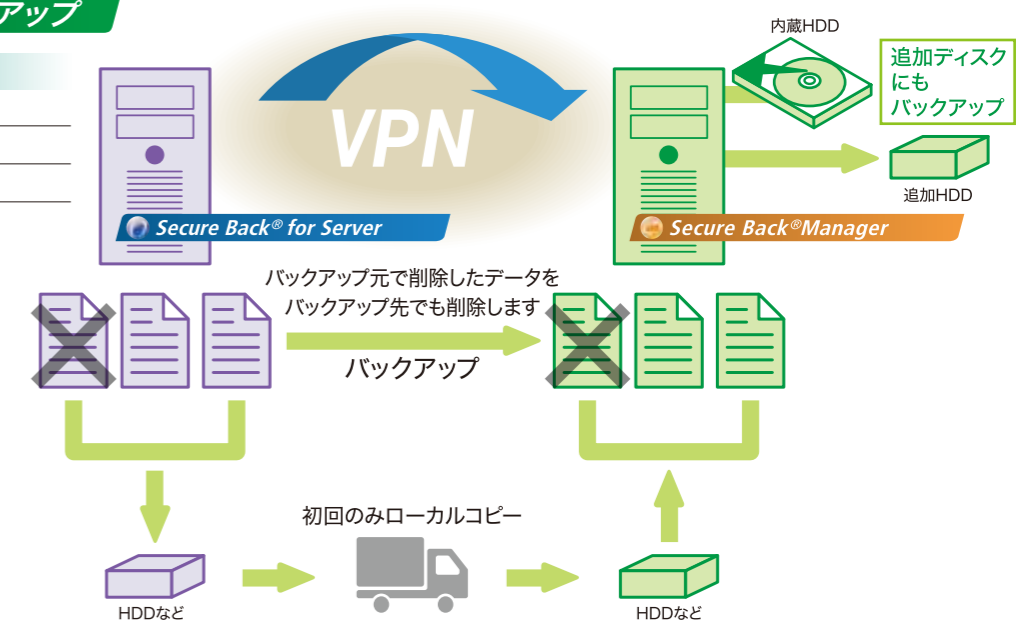 アップ
内蔵HDD
追加ディスク
にも
バックアップ
VPN
追加HDD
Secure Back® for Server
Secure Back®Manager
バックアップ元で削除したデータを
バックアップ先でも削除します
バックアップ
初回のみローカルコピー
HDDなど
HDDなど